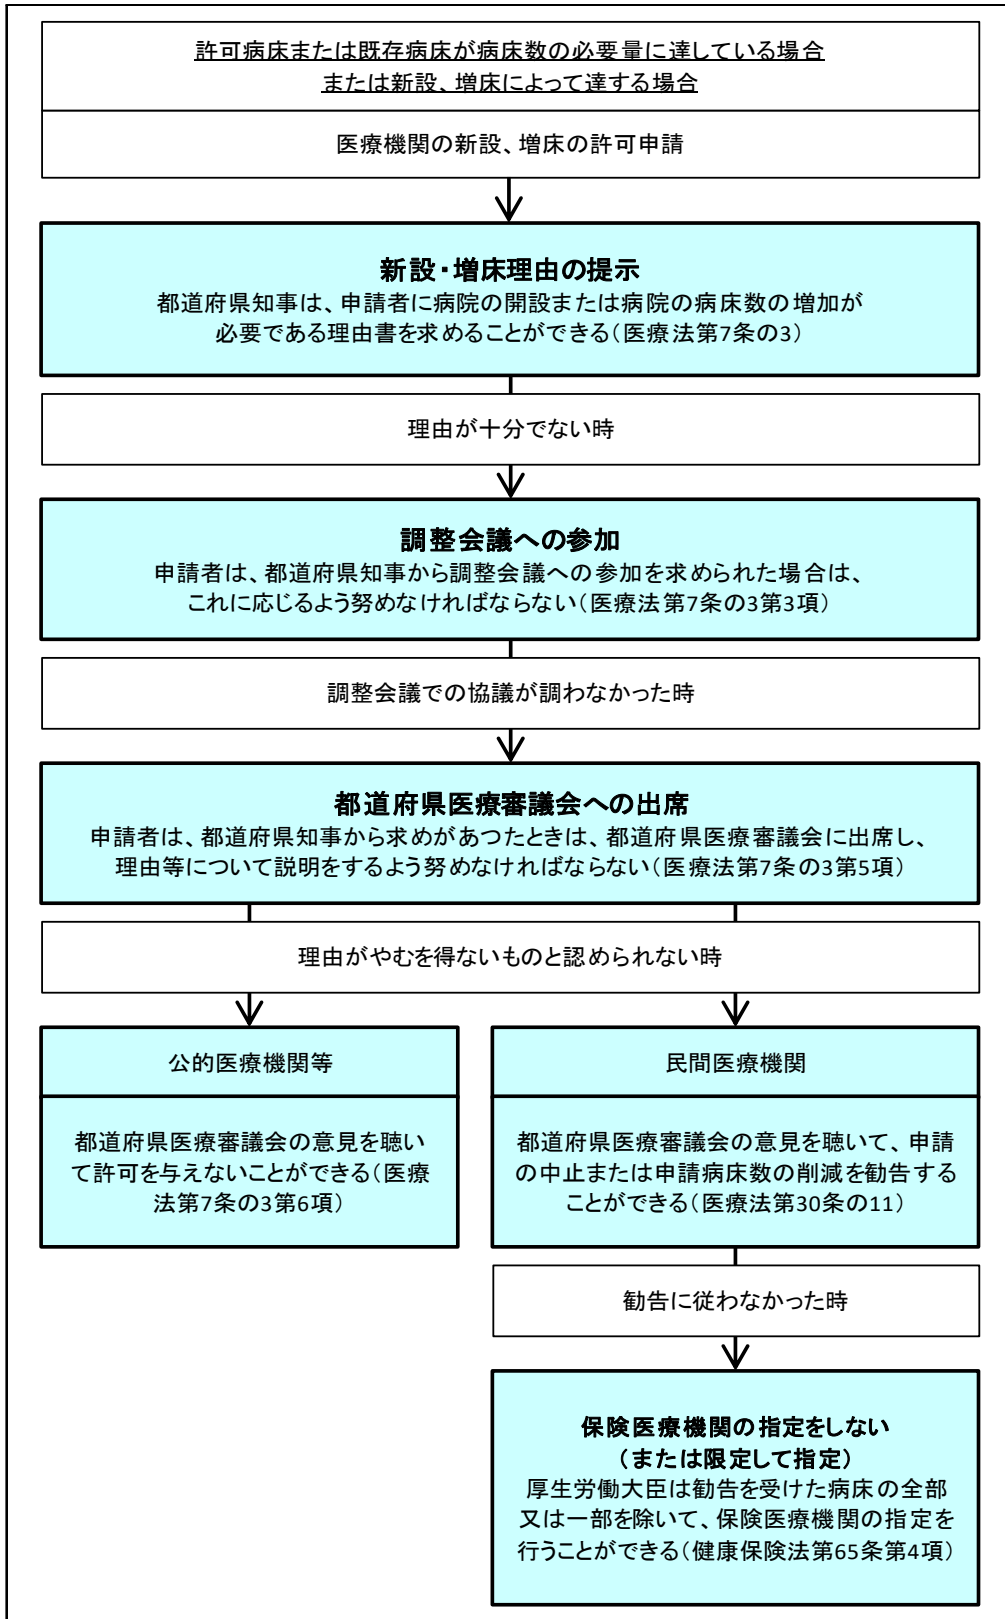 許可病床または既存病床が病床数の必要量に達している場合
または新設、増床によって達する場合
医療機関の新設、増床の許可申請
新設・増床理由の提示
都道府県知事は、申請者に病院の開設または病院の病床数の増加が
必要である理由書を求めることができる(医療法第7条の3)
理由が十分でない時
調整会議への参加
申請者は、都道府県知事から調整会議への参加を求められた場合は、
これに応じるよう努めなければならない(医療法第7条の3第3項)
調整会議での協議が調わなかった時
都道府県医療審議会への出席
申請者は、都道府県知事から求めがあつたときは、都道府県医療審議会に出席し、
理由等について説明をするよう努めなければならない(医療法第7条の3第5項)
理由がやむを得ないものと認められない時
公的医療機関等
都道府県医療審議会の意見を聴い
て許可を与えないことができる(医療
法第7条の3第6項)
民間医療機関
都道府県医療審議会の意見を聴いて、申請
の中止または申請病床数の削減を勧告する
ことができる(医療法第30条の11)
勧告に従わなかった時
保険医療機関の指定をしない
(または限定して指定)
厚生労働大臣は勧告を受けた病床の全部
又は一部を除いて、保険医療機関の指定を
行うことができる(健康保険法第65条第4項)